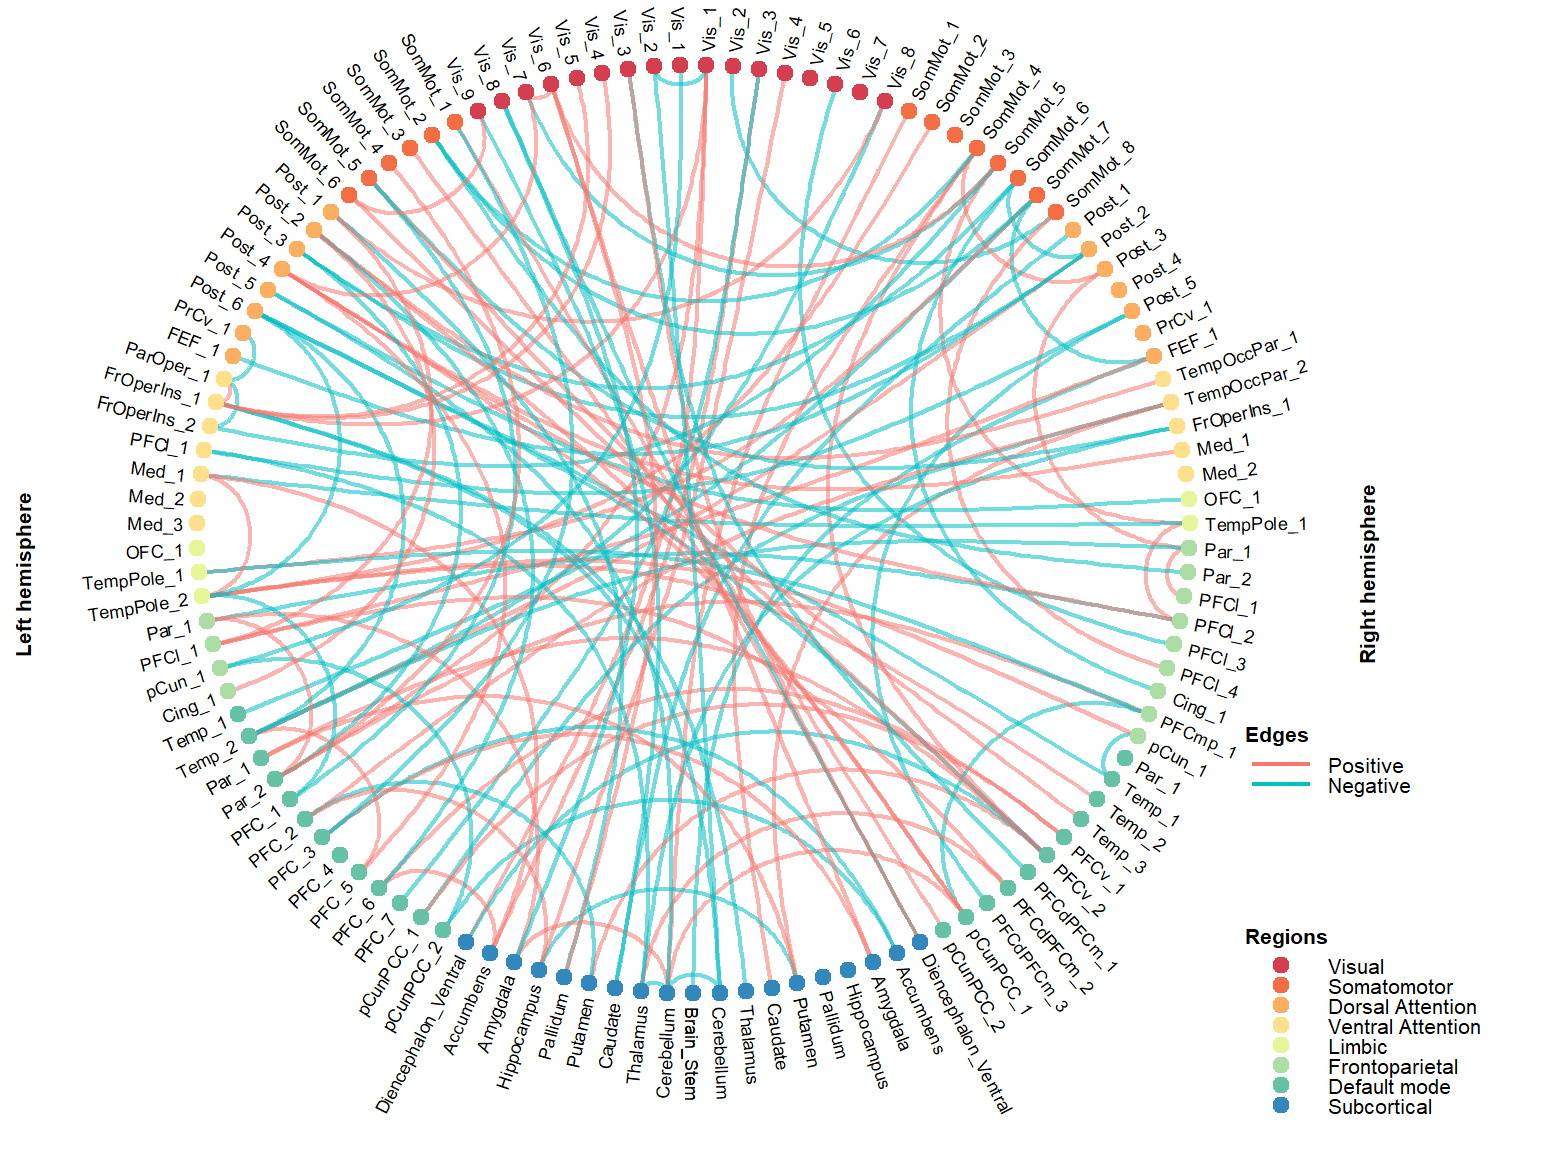 Vis_1
Vis_2
Vis_3
Vis_4
Vis_5
Vis_6
Vis_7
Vis_8
SomMot_1
SomMot_2
SomMot_3
SomMot_4
SomMot_5
SomMot_6
SomMot_7
SomMot_8
Post_1
Post_2
Post_3
Post_4
Post_5
PrCv_1
FEF_1
TempOccPar_1
TempOccPar_2
FrOperIns_1
Med_1
Med_2
OFC_1
TempPole_1
Par_1
Par_2
PFCl_1
PFCl_2
PFCl_3
PFCl_4
Cing_1
PFCmp_1
pCun_1
Par_1
Temp_1
Temp_2
Temp_3
PFCv_1
PFCv_2
PFCdPFCm_1
PFCdPFCm_2
PFCdPFCm_3
pCunPCC_1
pCunPCC_2
Diencephalon_Ventral
Accumbens
Amygdala
Hippocampus
Pallidum
Putamen
Caudate
Thalamus
Cerebellum
Brain_Stem
Cerebellum
Thalamus
Caudate
Putamen
Pallidum
Hippocampus
Amygdala
Accumbens
Diencephalon_Ventral
pCunPCC_2
pCunPCC_1
PFC_7
PFC_6
PFC_5
PFC_4
PFC_3
PFC_2
PFC_1
Par_2
Par_1
Temp_2
Temp_1
Cing_1
pCun_1
PFCl_1
Par_1
TempPole_2
TempPole_1
OFC_1
Med_3
Med_2
Med_1
PFCl_1
FrOperIns_2
FrOperIns_1
ParOper_1
FEF_1
PrCv_1
Post_6
Post_5
Post_4
Post_3
Post_2
Post_1
SomMot_6
SomMot_5
SomMot_4
SomMot_3
SomMot_2
SomMot_1
Vis_9
Vis_8
Vis_7
Vis_6
Vis_5
Vis_4
Vis_3
Vis_2
Vis_1
Left hemisphere
Right hemisphere
Edges
Positive
Negative
Regions
Visual
Somatomotor
Dorsal Attention
Ventral Attention
Limbic
Frontoparietal
Default mode
Subcortical